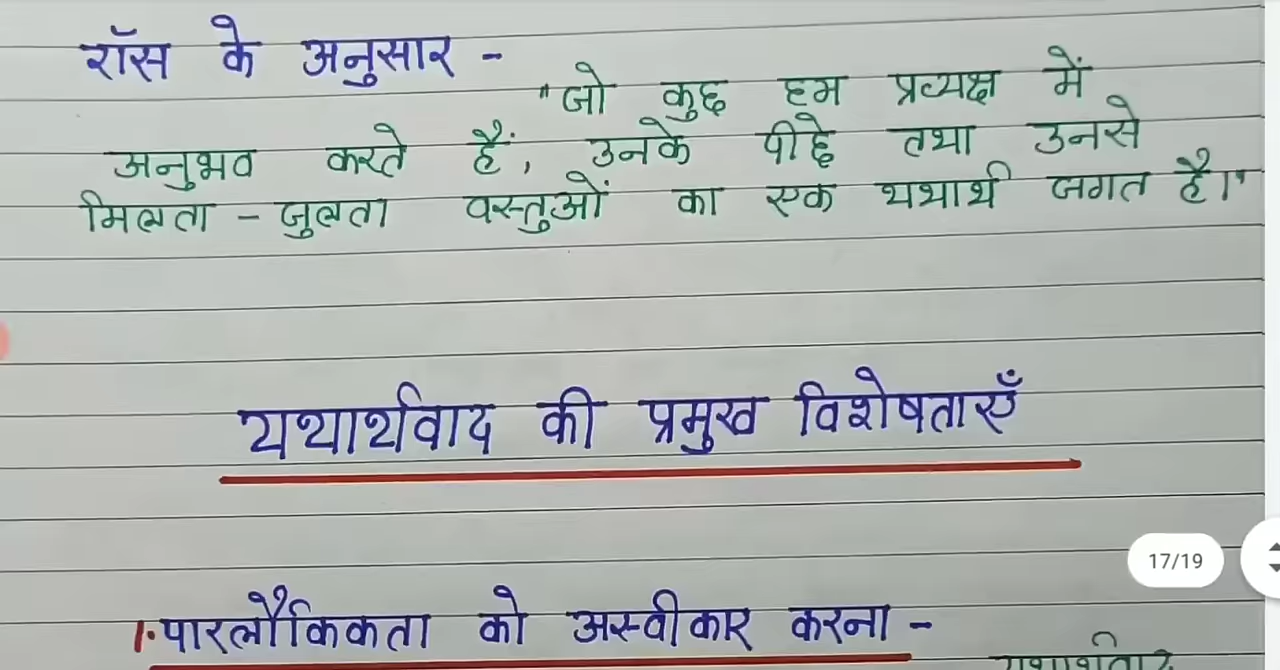 रॉस के अनुसार -
"जो कुछ हम प्रत्यक्ष में
अनुभव करते हैं, उनके पीछे तथा उनसे
मिलता - जुलता वस्तुओं का एक यथार्थ जगत है।"
यथार्थवाद की प्रमुख विशेषताएँ
17/19
1. पारलौकिकता को अस्वीकार करना -